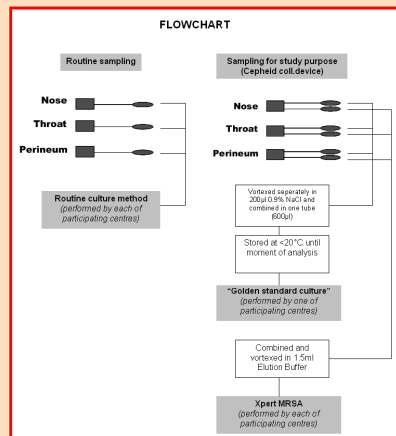 FLOWCHART
Routine sampling
Nose
Throat
Perineum
Routine culture method
(performed by each of
participating centres)
Sampling for study purpose
(Cepheid coll.device)
Nose
Throat
Perineum
Vortexed seperately in
200µl 0.9% NaCl and
combined in one tube
(600µl)
Stored at <20°C until
moment of analysis
"Golden standard culture"
(performed by one of
participating centres)
Combined and
vortexed in 1.5ml
Elution Buffer
Xpert MRSA
(performed by each of
participating centres)